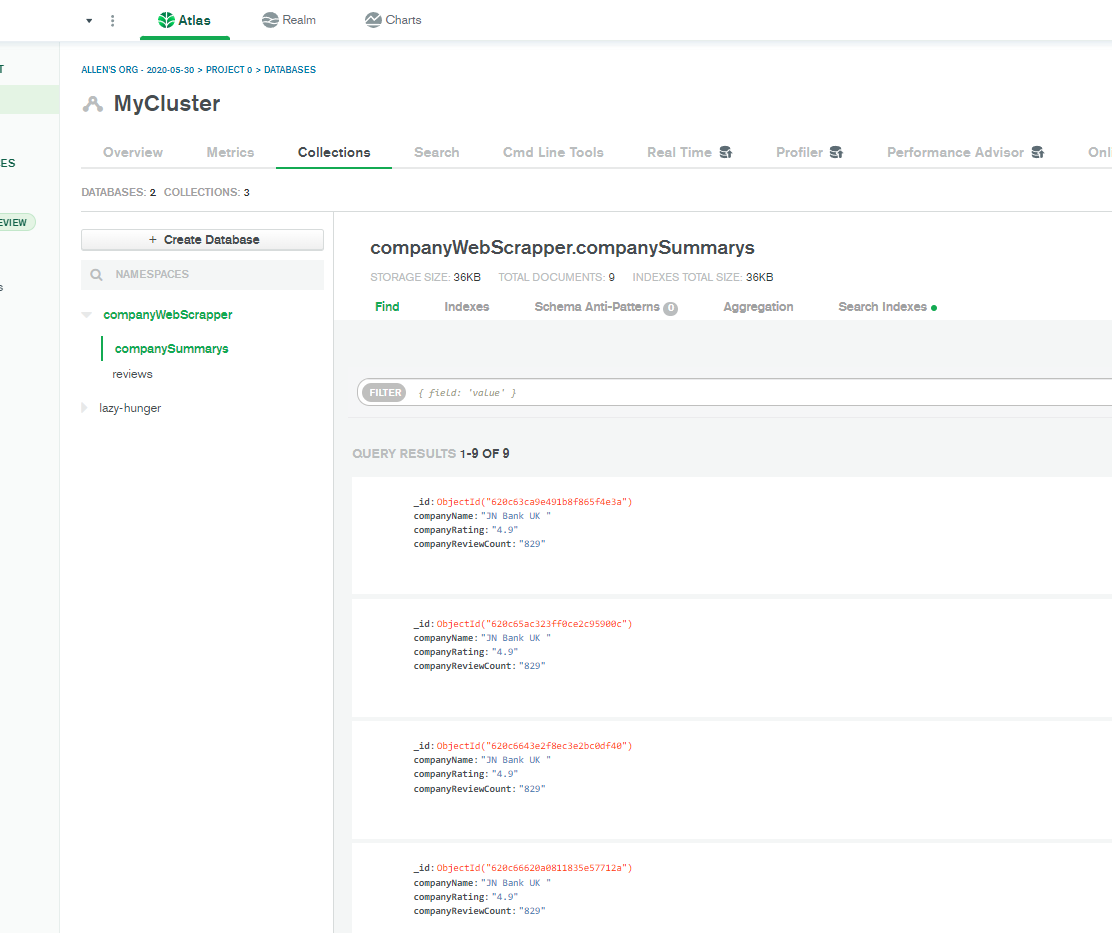 Atlas Realm Charts
T
ALLEN'S ORG - 2020-05-30 > PROJECT 0 > DATABASES
MyCluster
Overview Metrics Collections Search Cmd Line Tools Real Time Profiler Performance Advisor Onl
ES
DATABASES: 2 COLLECTIONS: 3
EVIEW
+ Create Database
NAMESPACES
companyWebScrapper
companySummarys
reviews
lazy-hunger
s
companyWebScrapper.companySummarys
STORAGE SIZE: 36KB TOTAL DOCUMENTS: 9 INDEXES TOTAL SIZE: 36KB
Find Indexes Schema Anti-Patterns 0 Aggregation Search Indexes
FILTER { field: 'value' }
QUERY RESULTS 1-9 OF 9
_id: ObjectId("620c63ca9e491b8f865f4e3a")
companyName: "JN Bank UK "
companyRating: "4.9"
companyReviewCount: "829"
_id: ObjectId("620c65ac323ff0ce2c95900c")
companyName: "JN Bank UK "
companyRating: "4.9"
companyReviewCount: "829"
_id: ObjectId("620c6643e2f8ec3e2bc0df40")
companyName: "JN Bank UK "
companyRating: "4.9"
companyReviewCount: "829"
_id: ObjectId("620c66620a0811835e57712a")
companyName: "JN Bank UK "
companyRating: "4.9"
companyReviewCount: "829"